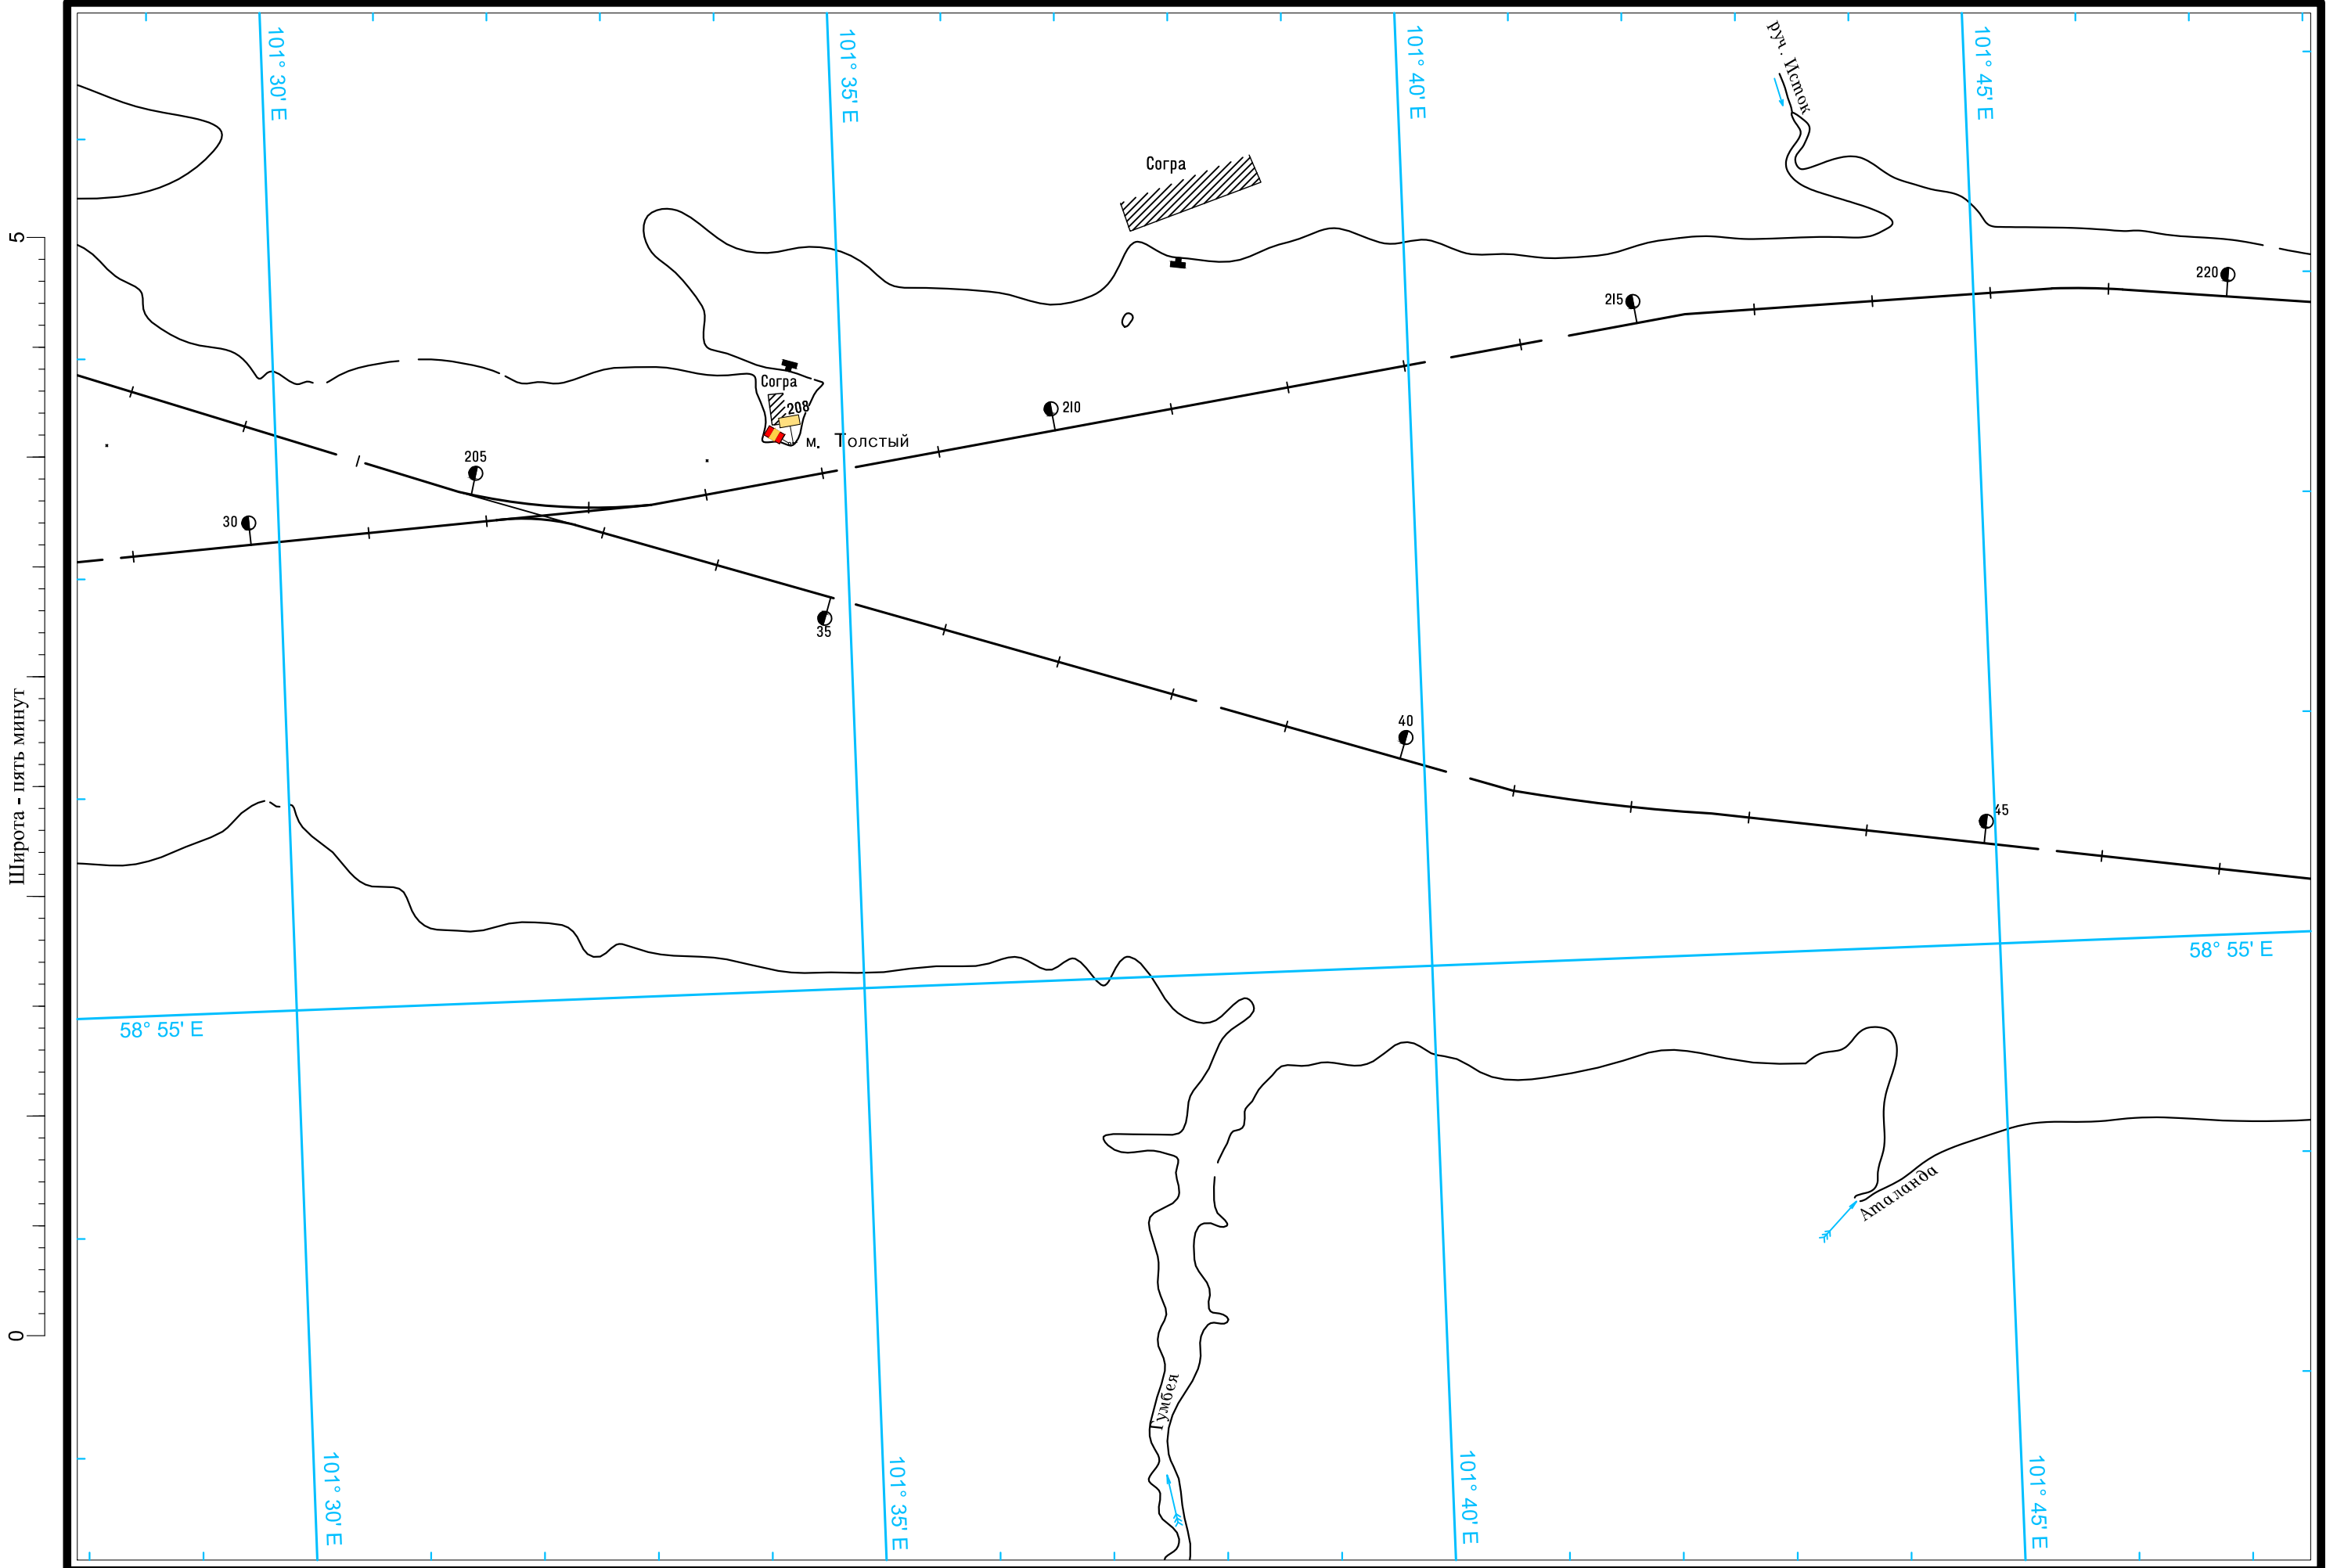 101° 30' E
101° 35' E
101° 40' E
101° 45' E
руч. Исток
Согра
5
220
215
Согра
208
210
м. Толстый
205
30
35
40
45
Широта - пять минут
58° 55' E
58° 55' E
Аталанда
0
Тумбея
101° 30' E
101° 35' E
101° 40' E
101° 45' E